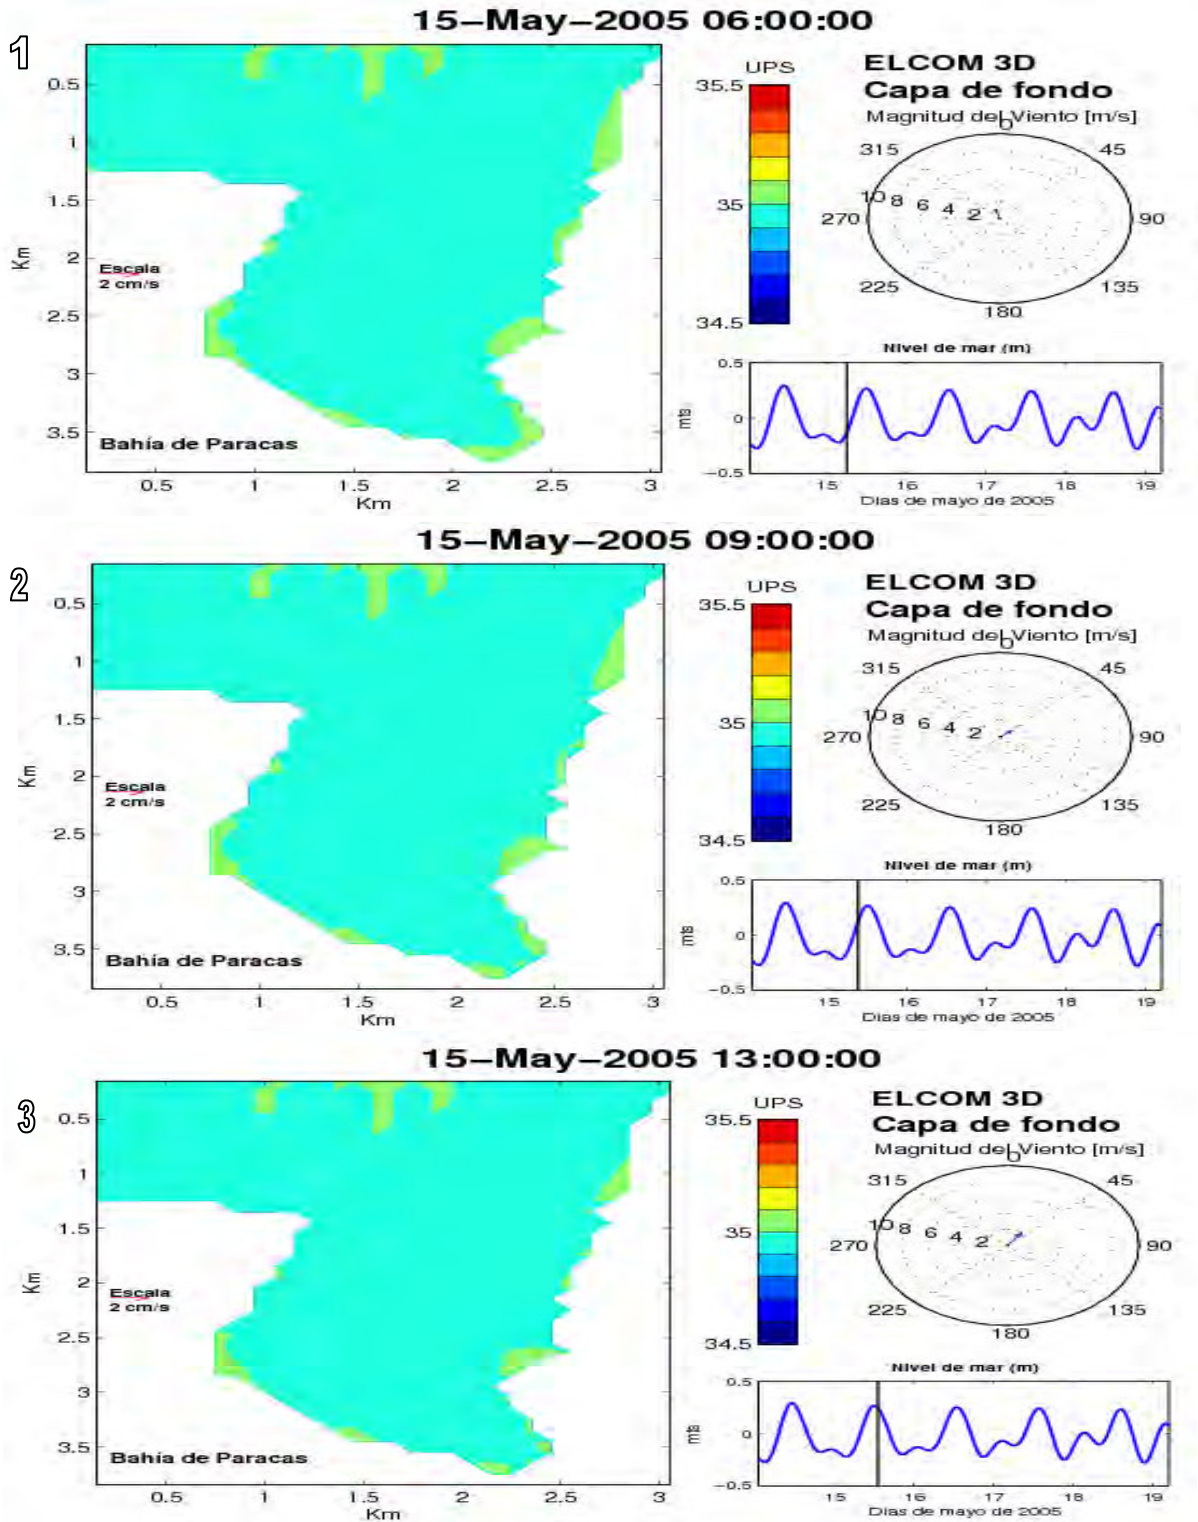 15-May-2005 06:00:00
1
0.5
1
1.5
2
2.5
3
3.5
Km
Escala
2 cm/s
Bahía de Paracas
0.5
1
1.5
2
2.5
3
Km
UPS
35.5
35
34.5
ELCOM 3D
Capa de fondo
Magnitud del Viento [m/s]
0
315
45
10 8 6 4 2
270
90
225
135
180
Nivel de mar (m)
0.5
0
-0.5
mts
15 16 17 18 19
Dias de mayo de 2005
15-May-2005 09:00:00
2
0.5
1
1.5
2
2.5
3
3.5
Km
Escala
2 cm/s
Bahía de Paracas
0.5
1
1.5
2
2.5
3
Km
UPS
35.5
35
34.5
ELCOM 3D
Capa de fondo
Magnitud del Viento [m/s]
0
315
45
10 8 6 4 2
270
90
225
135
180
Nivel de mar (m)
0.5
0
-0.5
mts
15 16 17 18 19
Dias de mayo de 2005
15-May-2005 13:00:00
3
0.5
1
1.5
2
2.5
3
3.5
Km
Escala
2 cm/s
Bahía de Paracas
0.5
1
1.5
2
2.5
3
Km
UPS
35.5
35
34.5
ELCOM 3D
Capa de fondo
Magnitud del Viento [m/s]
0
315
45
10 8 6 4 2
270
90
225
135
180
Nivel de mar (m)
0.5
0
-0.5
mts
15 16 17 18 19
Dias de mayo de 2005